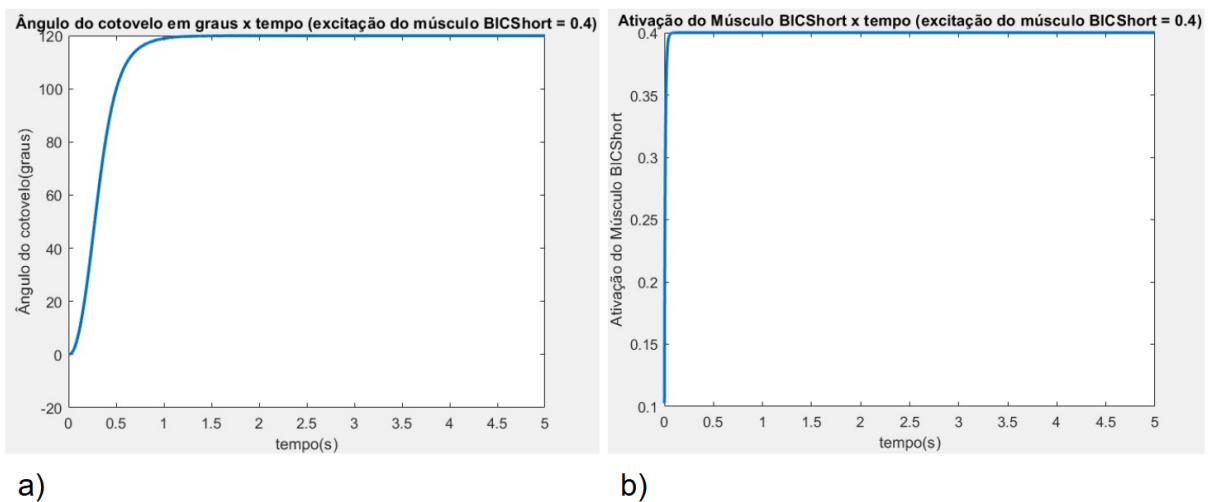 Ângulo do cotovelo em graus x tempo (excitação do músculo BICShort = 0.4)
120
100
80
60
40
20
0
-20
Ângulo do cotovelo(graus)
0 0.5 1 1.5 2 2.5 3 3.5 4 4.5 5
tempo(s)
a)
Ativação do Músculo BICShort x tempo (excitação do músculo BICShort = 0.4)
0.4
0.35
0.3
0.25
0.2
0.15
0.1
Ativação do Músculo BICShort
0 0.5 1 1.5 2 2.5 3 3.5 4 4.5 5
tempo(s)
b)